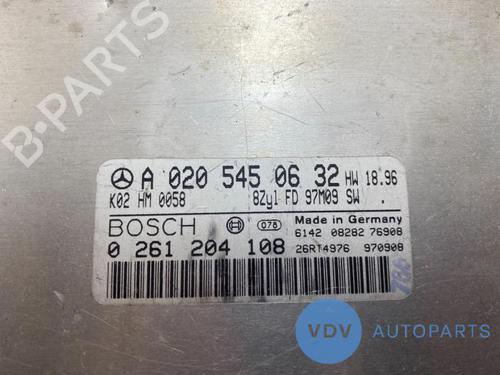 A 020 545 06 32 HW 18.96
K02 HM 0058 8Zyl FD 97M09 SW .
BOSCH 078 Made in Germany
6142 08282 76908
0 261 204 108 26RT4976 970908
VDV AUTOPARTS